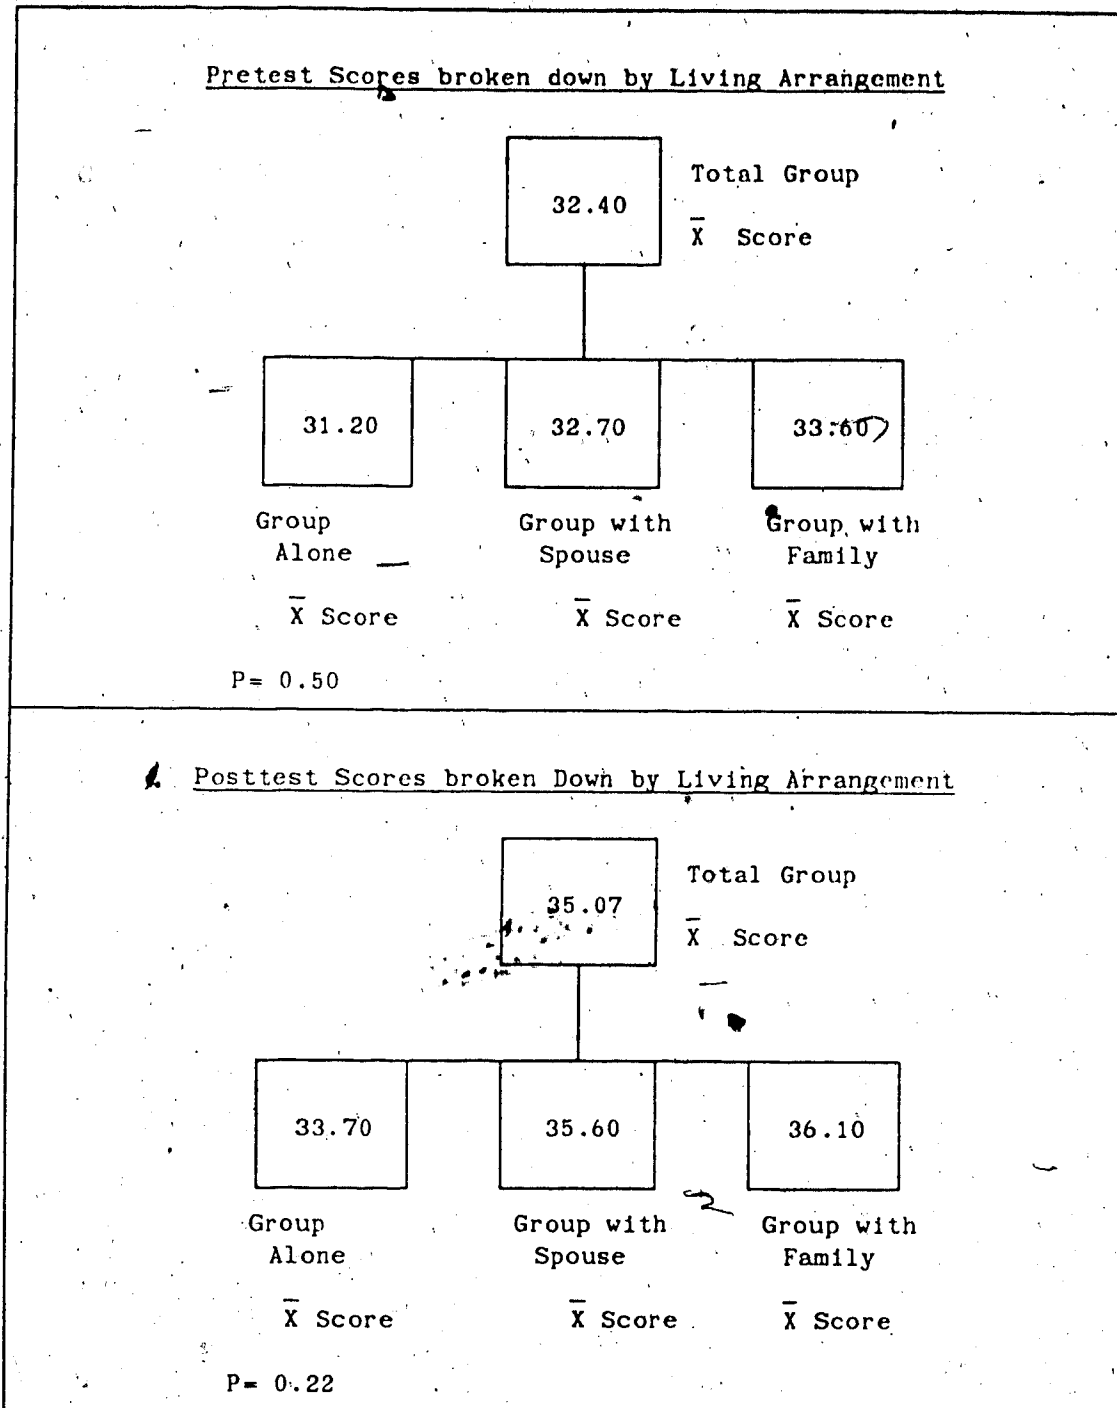 Pretest Scores broken down by Living Arrangement
Total Group
32.40
X̄ Score
31.20 32.70 33.60
Group Group with Group with
Alone Spouse Family
X̄ Score X̄ Score X̄ Score
P= 0.50
Posttest Scores broken Down by Living Arrangement
Total Group
35.07
X̄ Score
33.70 35.60 36.10
Group Group with Group with
Alone Spouse Family
X̄ Score X̄ Score X̄ Score
P= 0.22